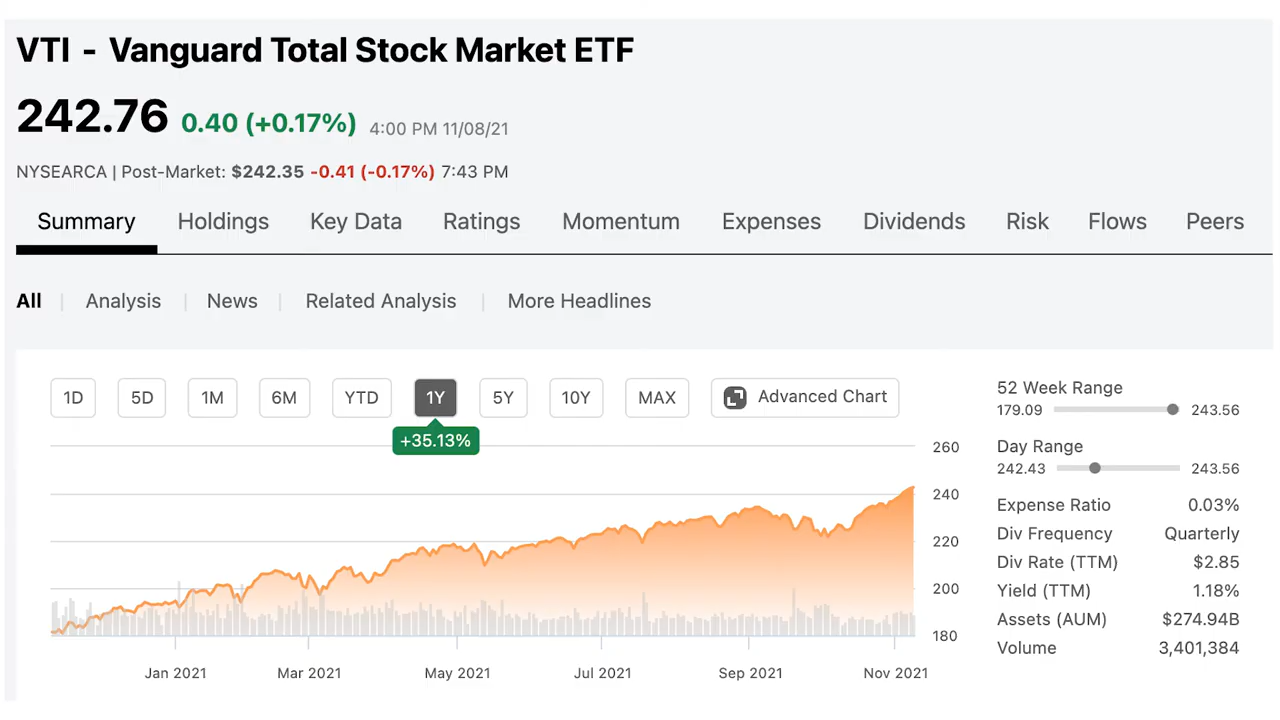 VTI - Vanguard Total Stock Market ETF
242.76 0.40 (+0.17%) 4:00 PM 11/08/21
NYSEARCA | Post-Market: $242.35 -0.41 (-0.17%) 7:43 PM
Summary Holdings Key Data Ratings Momentum Expenses Dividends Risk Flows Peers
All | Analysis | News | Related Analysis | More Headlines
1D 5D 1M 6M YTD 1Y 5Y 10Y MAX Advanced Chart
+35.13%
260
240
220
200
180
Jan 2021 Mar 2021 May 2021 Jul 2021 Sep 2021 Nov 2021
52 Week Range
179.09 243.56
Day Range
242.43 243.56
Expense Ratio 0.03%
Div Frequency Quarterly
Div Rate (TTM) $2.85
Yield (TTM) 1.18%
Assets (AUM) $274.94B
Volume 3,401,384